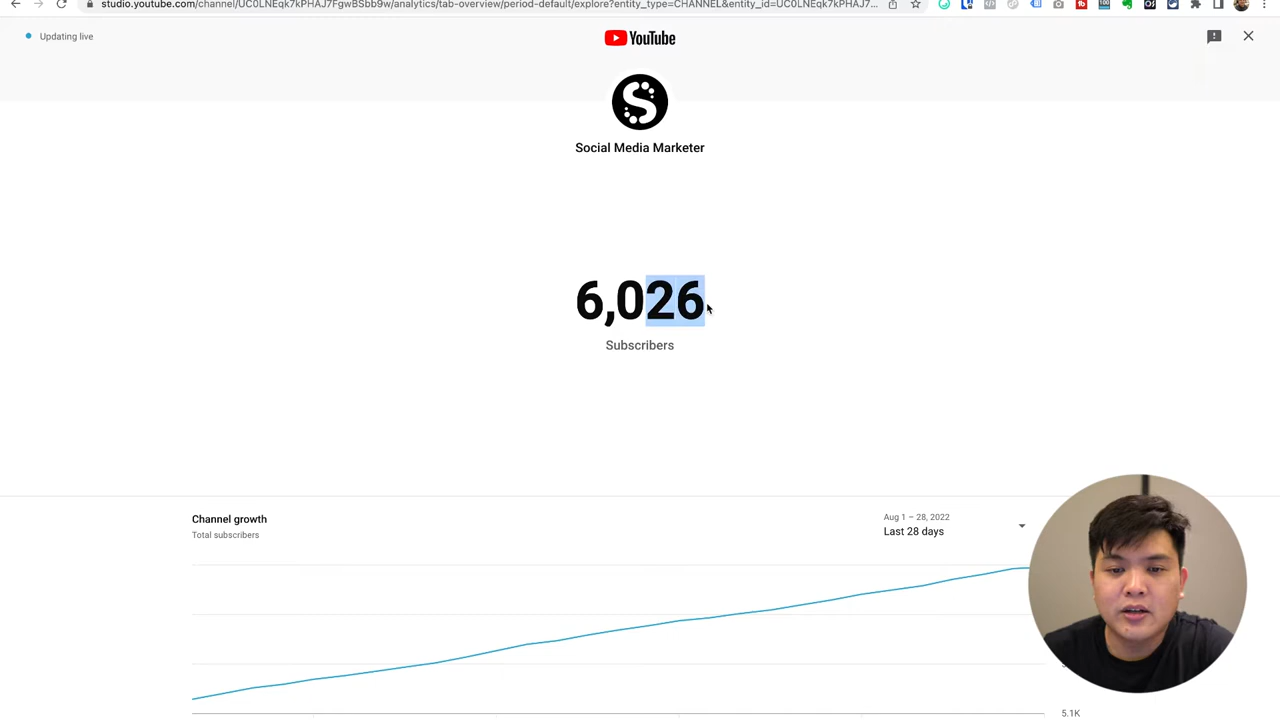 studio.youtube.com/channel/UC0LNEqk7kPHAJ7FgwBSbb9w/analytics/tab-overview/period-default/explore?entity_type=CHANNEL&entity_id=UC0LNEqk7kPHAJ7...
Updating live
YouTube
S
Social Media Marketer
6,026
Subscribers
Channel growth
Total subscribers
Aug 1 – 28, 2022
Last 28 days
5.1K